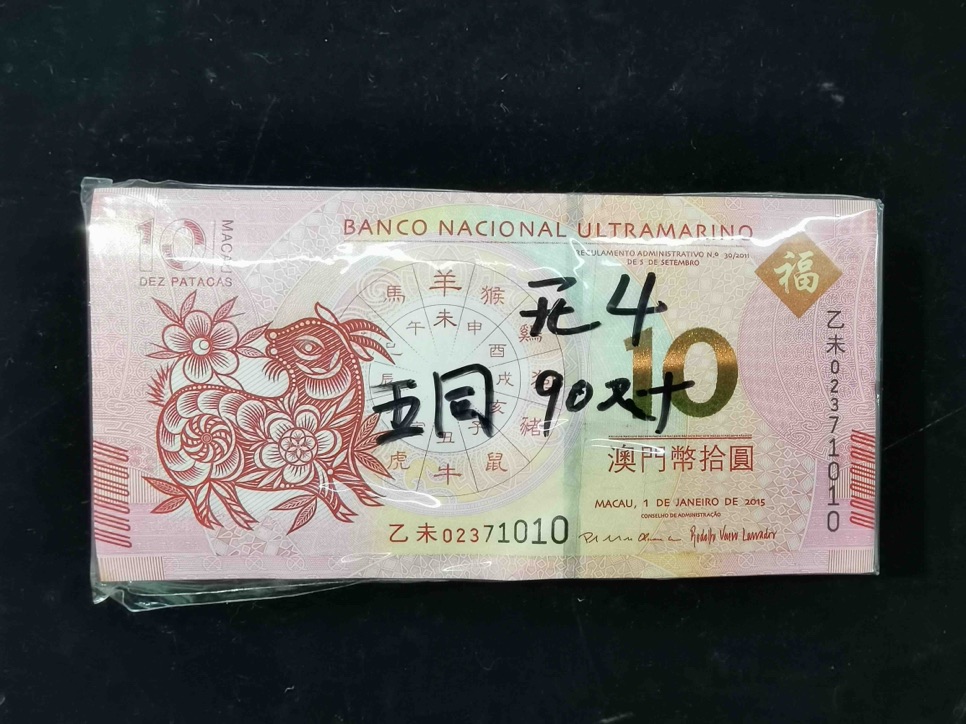 10
MACAU
DEZ PATACAS
BANCO NACIONAL ULTRAMARINO
REGULAMENTO ADMINISTRATIVO N.º 30/2011
DE 5 DE SETEMBRO
福
馬 羊 猴
午 未 申
无4
雞
酉
10
五同 90对
戌
亥
豬
子
丑
虎 牛 鼠
澳門幣拾圓
MACAU, 1 DE JANEIRO DE 2015
CONSELHO DE ADMINISTRAÇÃO
乙未02371010
乙未02371010